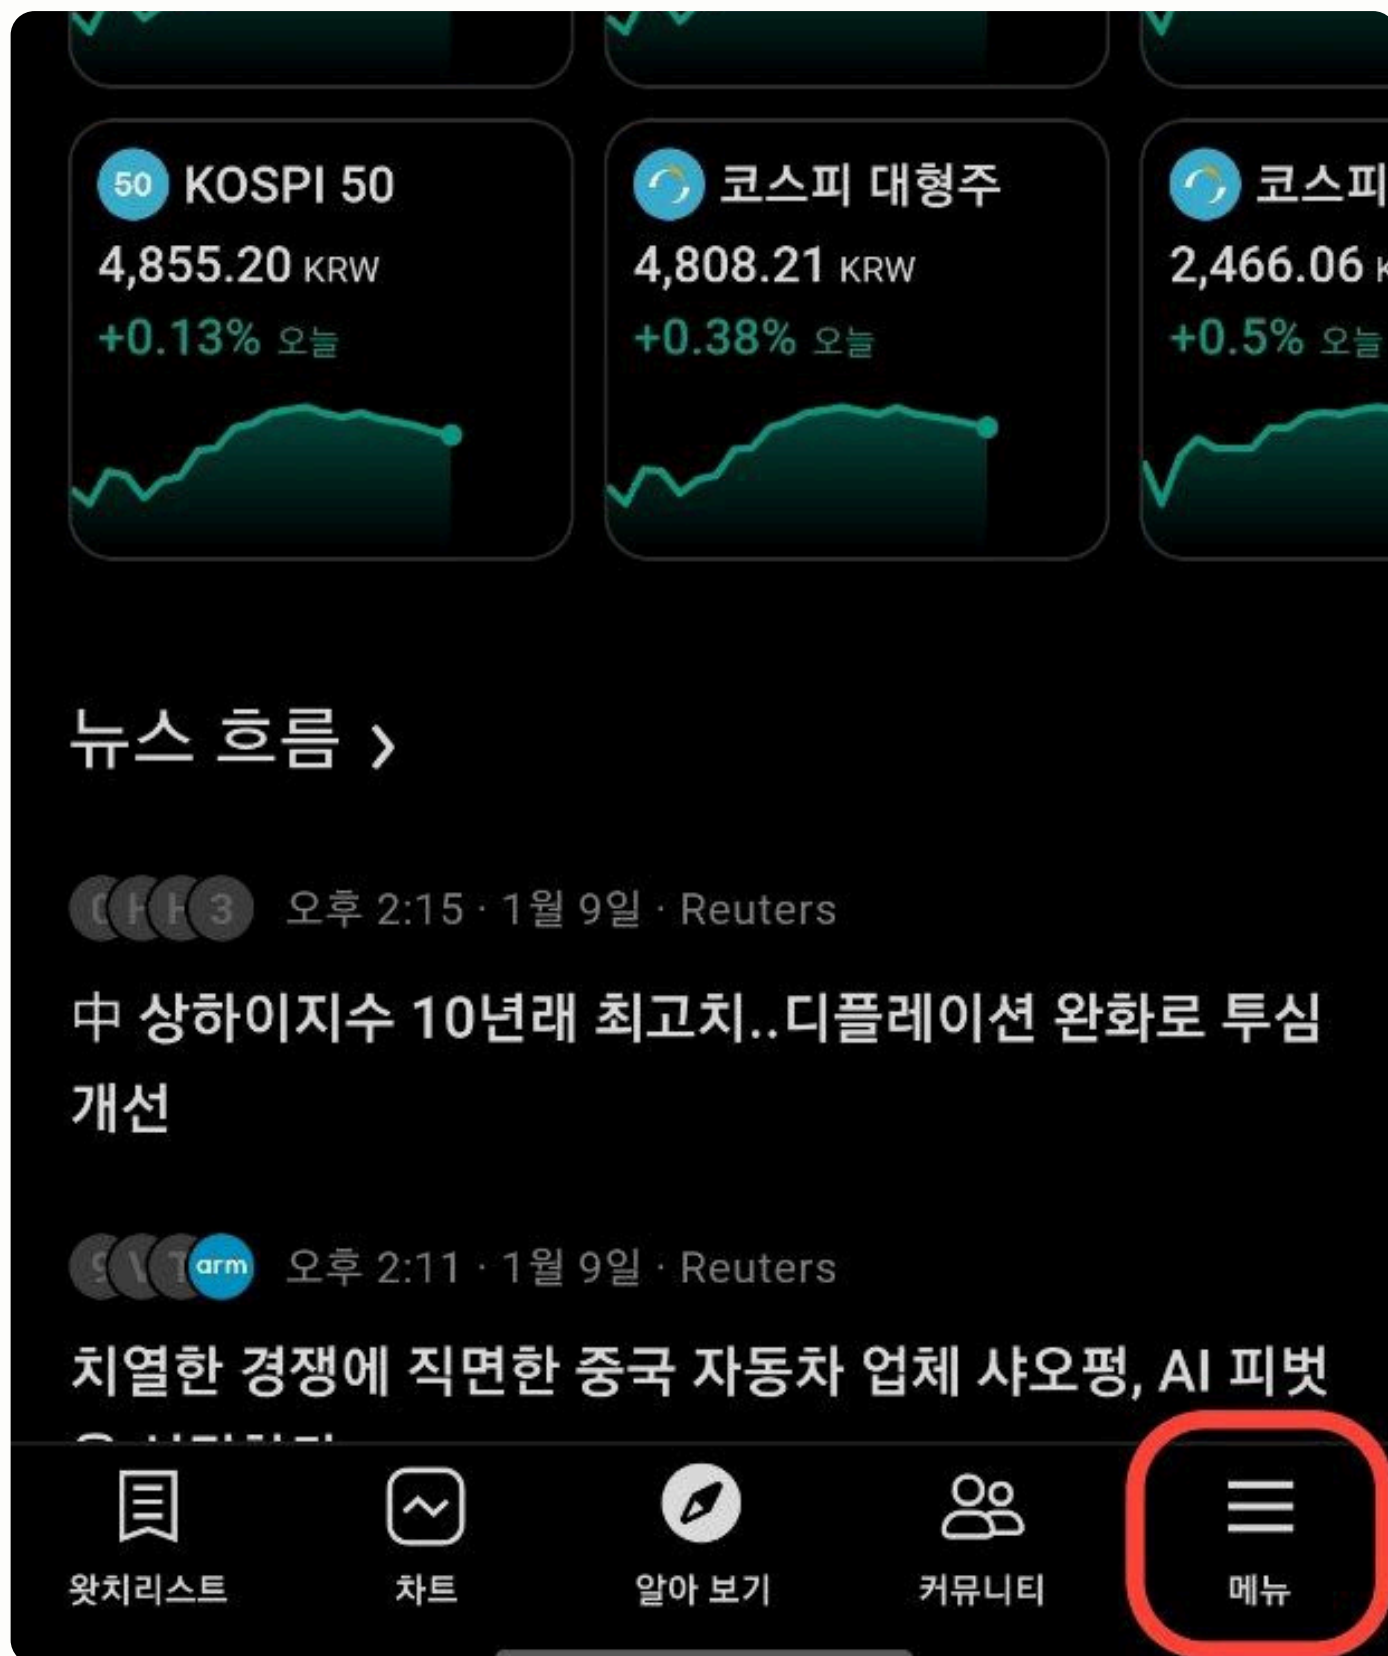 50 KOSPI 50
4,855.20 KRW
+0.13% 오늘
코스피 대형주
4,808.21 KRW
+0.38% 오늘
코스피
2,466.06
+0.5% 오늘
뉴스 흐름 >
3 오후 2:15 · 1월 9일 · Reuters
中 상하이지수 10년래 최고치..디플레이션 완화로 투심
개선
arm 오후 2:11 · 1월 9일 · Reuters
치열한 경쟁에 직면한 중국 자동차 업체 샤오펑, AI 피벗
왓치리스트
차트
알아 보기
커뮤니티
메뉴